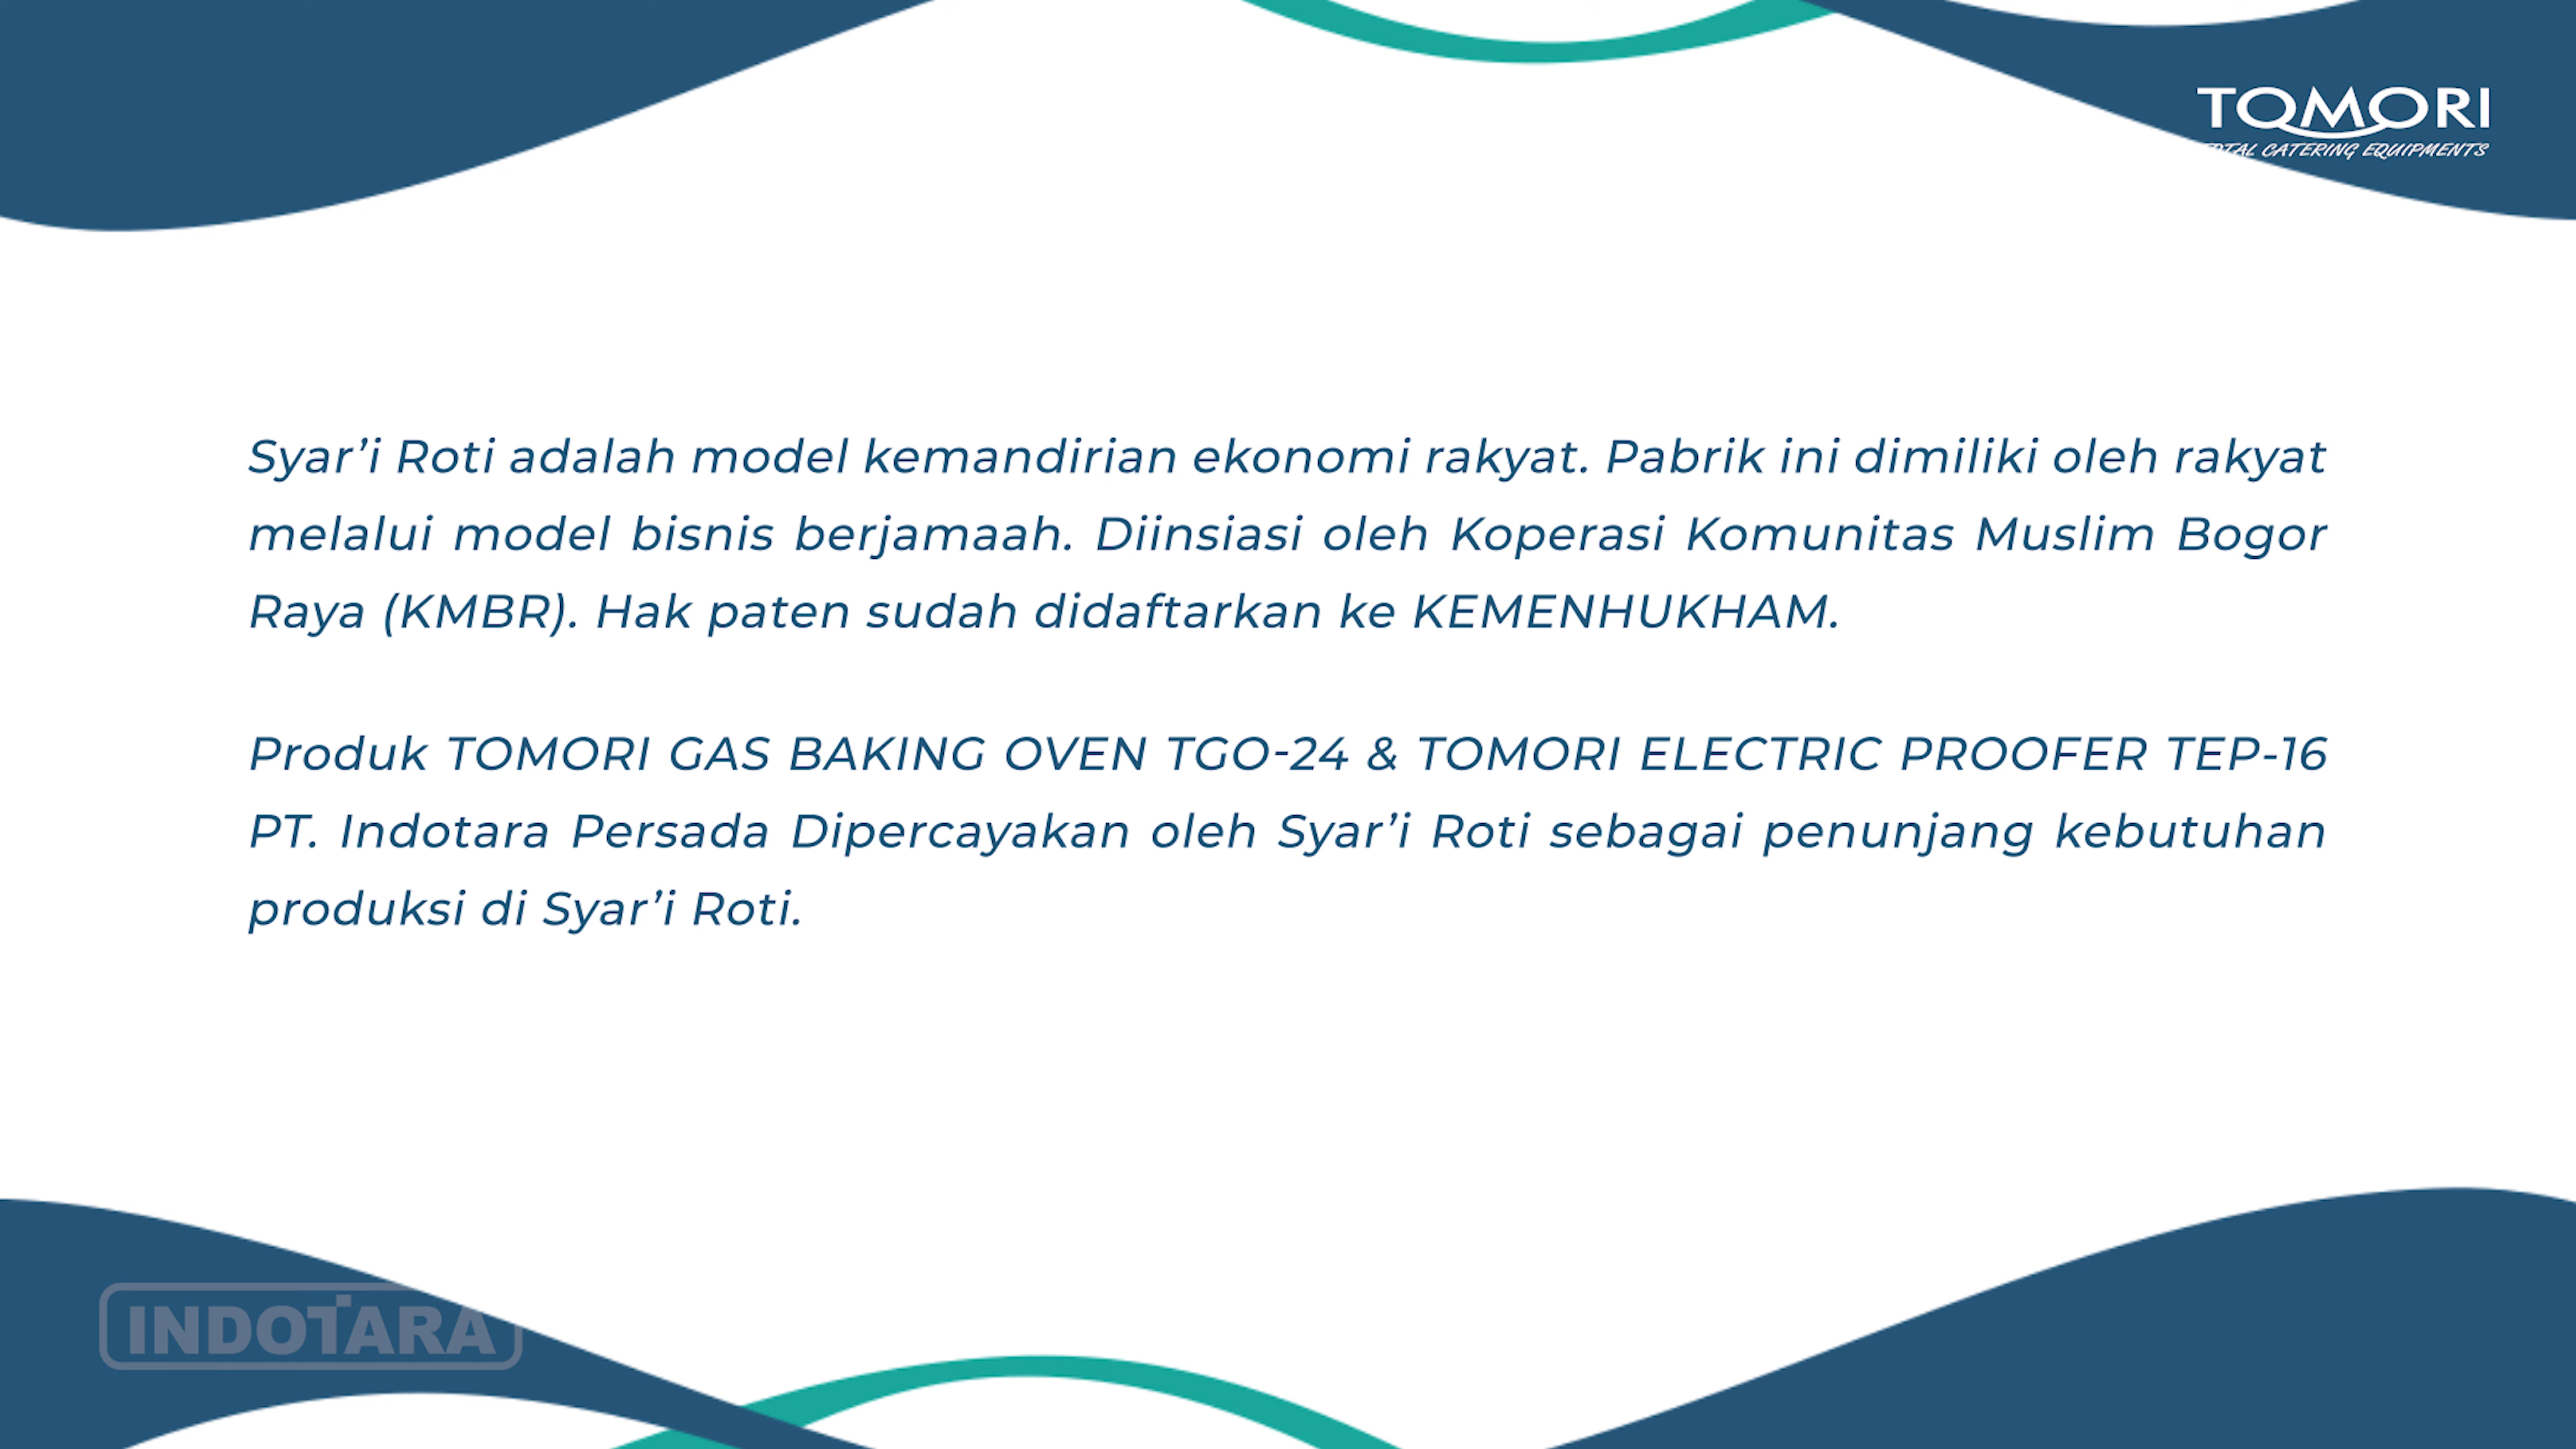 TOMORI
TOTAL CATERING EQUIPMENTS
Syar’i Roti adalah model kemandirian ekonomi rakyat. Pabrik ini dimiliki oleh rakyat
melalui model bisnis berjamaah. Diinsiasi oleh Koperasi Komunitas Muslim Bogor
Raya (KMBR). Hak paten sudah didaftarkan ke KEMENHUKHAM.
Produk TOMORI GAS BAKING OVEN TGO-24 & TOMORI ELECTRIC PROOFER TEP-16
PT. Indotara Persada Dipercayakan oleh Syar’i Roti sebagai penunjang kebutuhan
produksi di Syar’i Roti.
INDOTARA